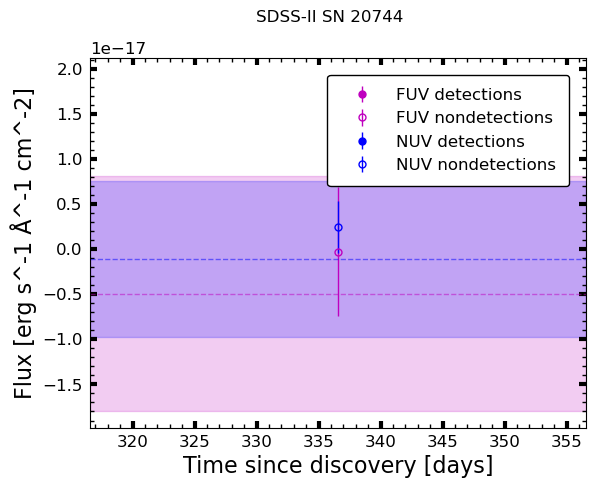 SDSS-II SN 20744
1e−17
2.0
1.5
1.0
0.5
0.0
−0.5
−1.0
−1.5
Flux [erg s^-1 Å^-1 cm^-2]
FUV detections
FUV nondetections
NUV detections
NUV nondetections
320 325 330 335 340 345 350 355
Time since discovery [days]